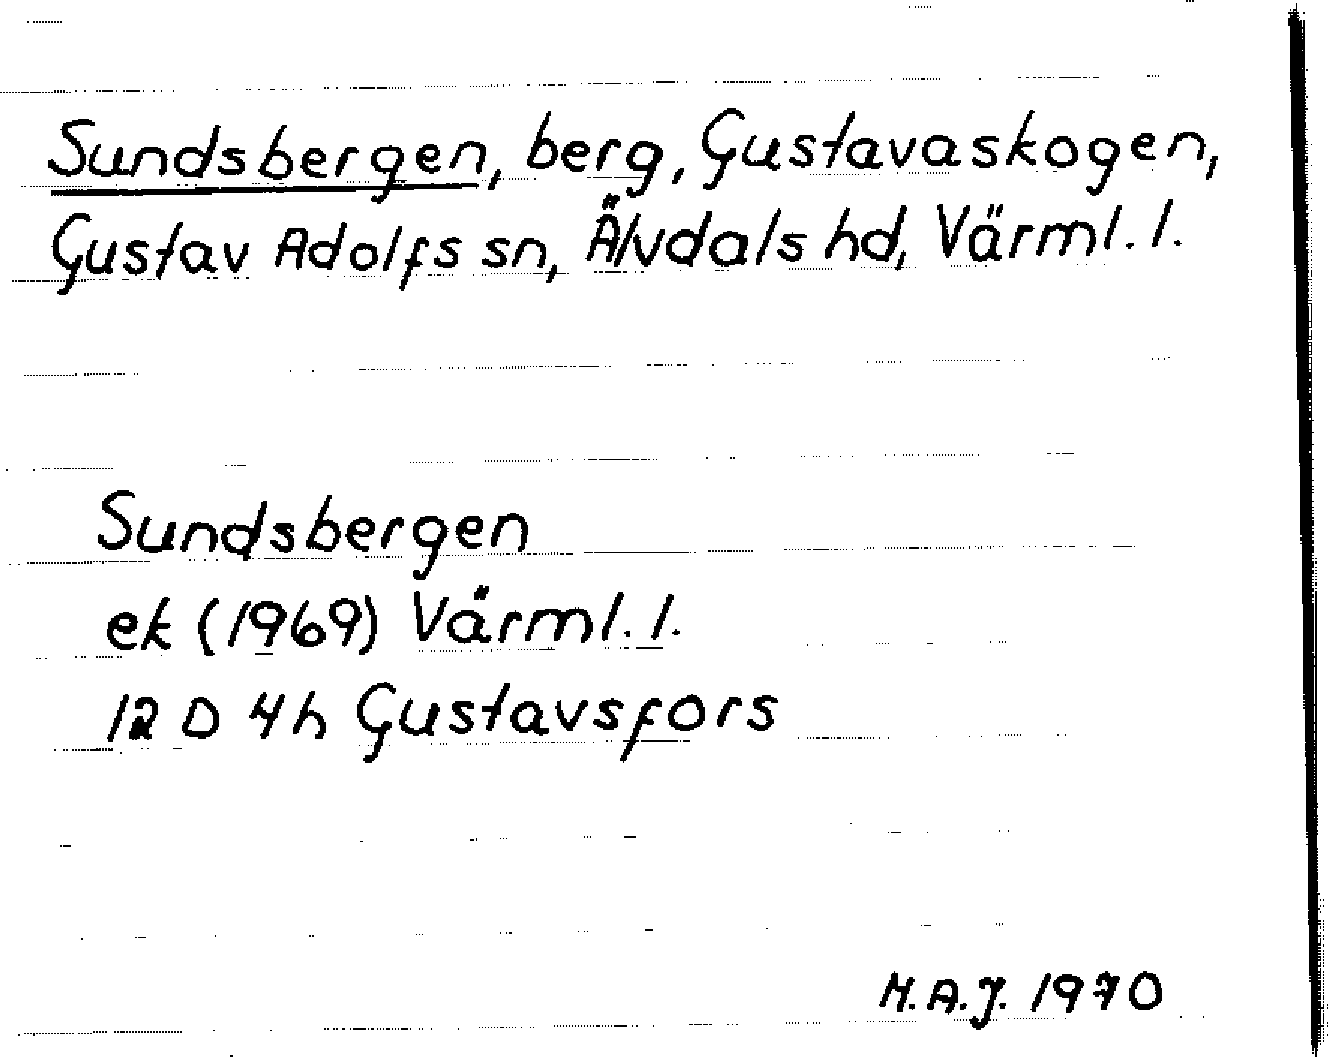 Sundsbergen, berg, Gustavaskogen,
Gustav Adolfs sn, Älvdals hd, Värml. l.
Sundsbergen
ek (1969) Värml. l.
12 D 4h Gustavsfors
M.A.J. 1970